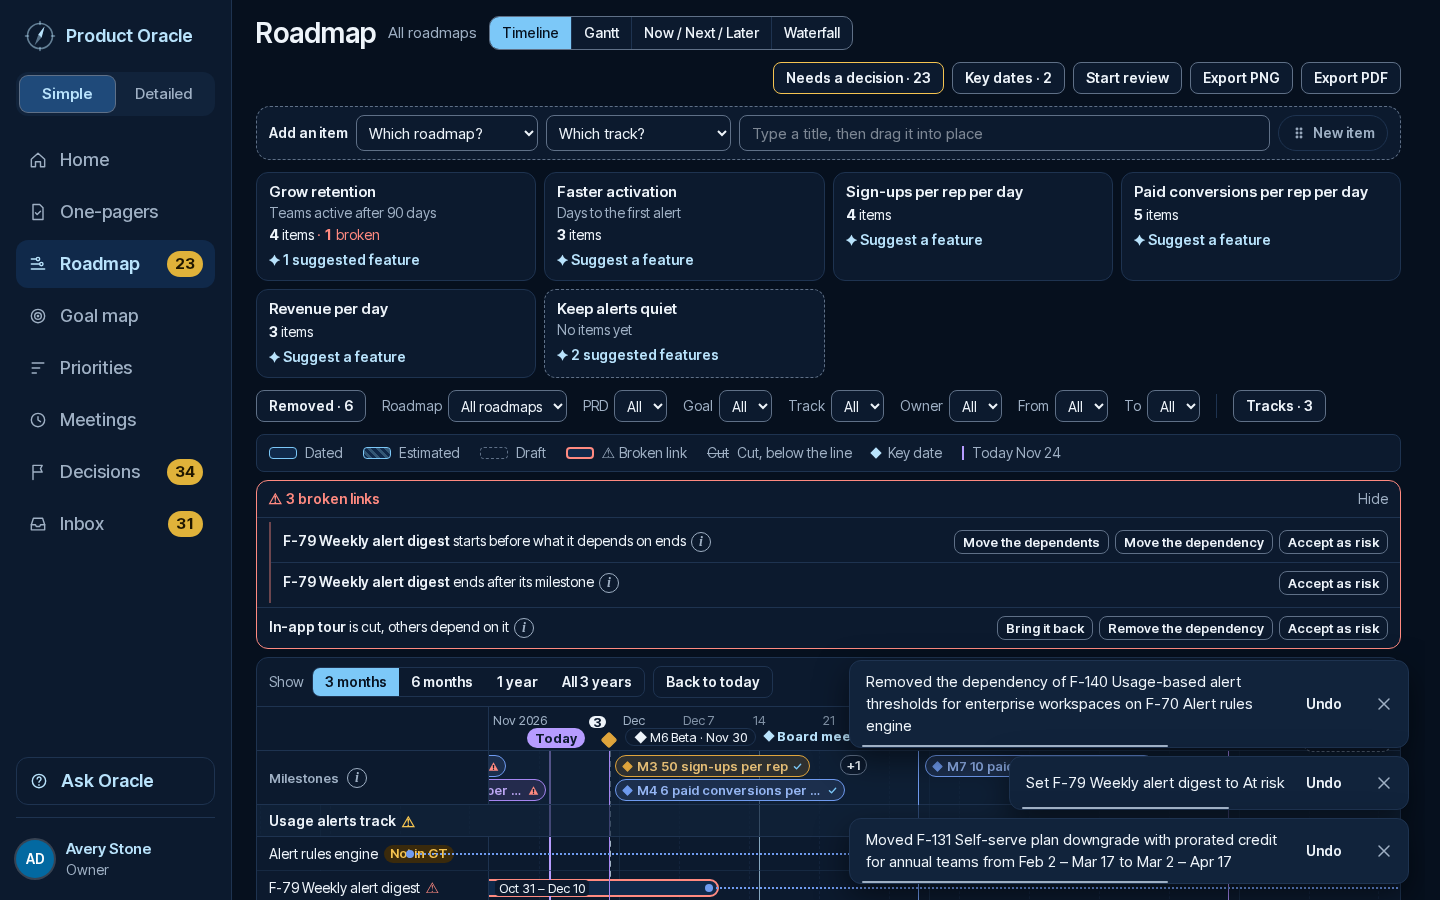 Product Oracle
Simple
Detailed
Home
One-pagers
Roadmap 23
Goal map
Priorities
Meetings
Decisions 34
Inbox 31
Ask Oracle
AD
Avery Stone
Owner
Roadmap
All roadmaps
Timeline
Gantt
Now / Next / Later
Waterfall
Needs a decision · 23
Key dates · 2
Start review
Export PNG
Export PDF
Add an item
Which roadmap?
Which track?
Type a title, then drag it into place
New item
Grow retention
Teams active after 90 days
4 items · 1 broken
✦ 1 suggested feature
Faster activation
Days to the first alert
3 items
✦ Suggest a feature
Sign-ups per rep per day
4 items
✦ Suggest a feature
Paid conversions per rep per day
5 items
✦ Suggest a feature
Revenue per day
3 items
✦ Suggest a feature
Keep alerts quiet
No items yet
✦ 2 suggested features
Removed · 6
Roadmap All roadmaps
PRD All
Goal All
Track All
Owner All
From All
To All
Tracks · 3
Dated
Estimated
Draft
⚠ Broken link
Cut Cut, below the line
Key date
Today Nov 24
⚠ 3 broken links
Hide
F-79 Weekly alert digest starts before what it depends on ends i
Move the dependents
Move the dependency
Accept as risk
F-79 Weekly alert digest ends after its milestone i
Accept as risk
In-app tour is cut, others depend on it i
Bring it back
Remove the dependency
Accept as risk
Show
3 months
6 months
1 year
All 3 years
Back to today
Nov 2026
3
Dec
Dec 7
14
21
Today
M6 Beta · Nov 30
Board mee
Milestones i
M3 50 sign-ups per rep
+1
M7 10 paid
per ...
M4 6 paid conversions per ...
Usage alerts track ⚠
Alert rules engine
Not in GT
F-79 Weekly alert digest ⚠
Oct 31 – Dec 10
Removed the dependency of F-140 Usage-based alert
thresholds for enterprise workspaces on F-70 Alert rules
engine
Undo
Set F-79 Weekly alert digest to At risk
Undo
Moved F-131 Self-serve plan downgrade with prorated credit
for annual teams from Feb 2 – Mar 17 to Mar 2 – Apr 17
Undo